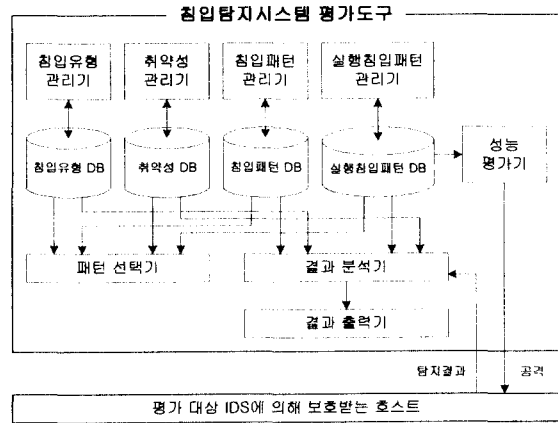 침입탐지시스템 평가도구
침입유형
관리기
취약성
관리기
침입패턴
관리기
실행침입패턴
관리기
침입유형 DB
취약성 DB
침입패턴 DB
실행침입패턴 DB
성능
평가기
패턴 선택기
결과 분석기
결과 출력기
탐지결과
공격
평가 대상 IDS에 의해 보호받는 호스트